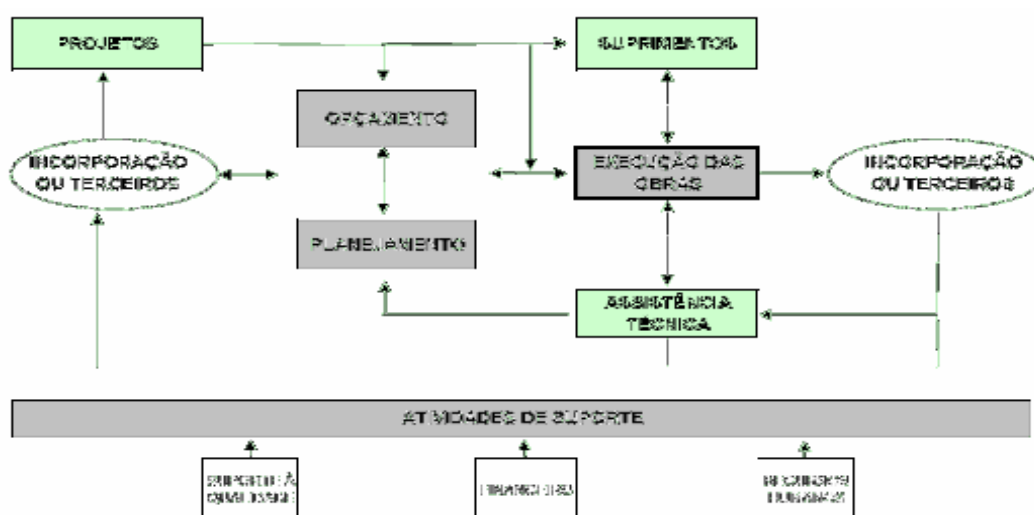 PROJETOS
SUPRIMENTOS
ORÇAMENTO
INCORPORAÇÃO
OU TERCEIROS
EXECUÇÃO DAS
OBRAS
INCORPORAÇÃO
OU TERCEIROS
PLANEJAMENTO
ASSISTÊNCIA
TÉCNICA
ATIVIDADES DE SUPORTE